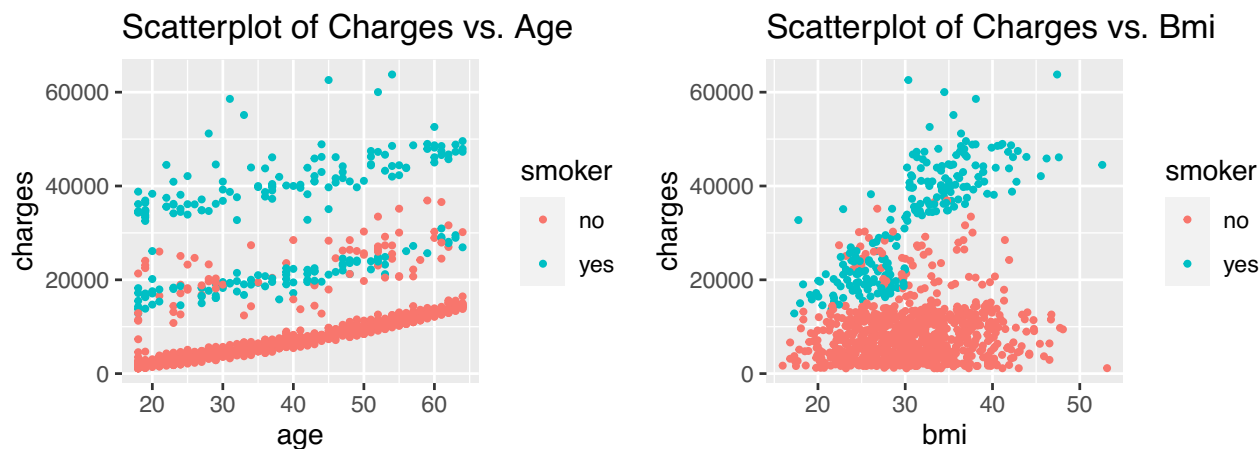 Scatterplot of Charges vs. Age
60000
40000
20000
0
charges
20
30
40
50
60
age
smoker
no
yes
Scatterplot of Charges vs. Bmi
60000
40000
20000
0
charges
20
30
40
50
bmi
smoker
no
yes